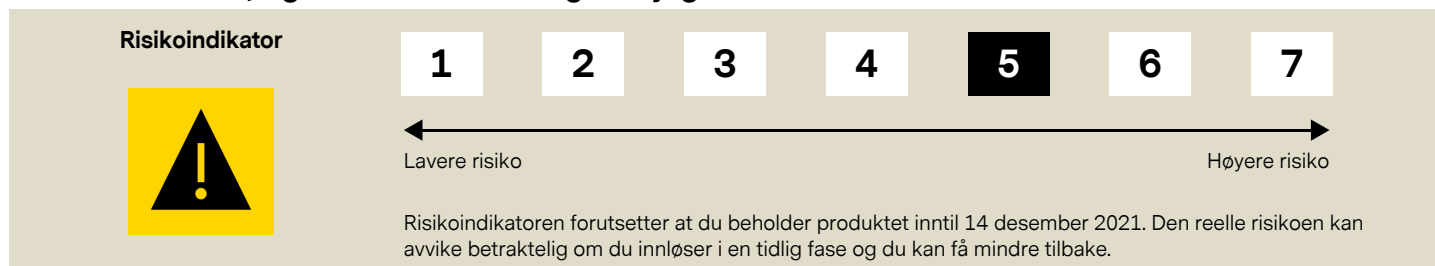 Risikoindikator
1 2 3 4 5 6 7
Lavere risiko Høyere risiko
Risikoindikatoren forutsetter at du beholder produktet inntil 14 desember 2021. Den reelle risikoen kan
avvike betraktelig om du innløser i en tidlig fase og du kan få mindre tilbake.